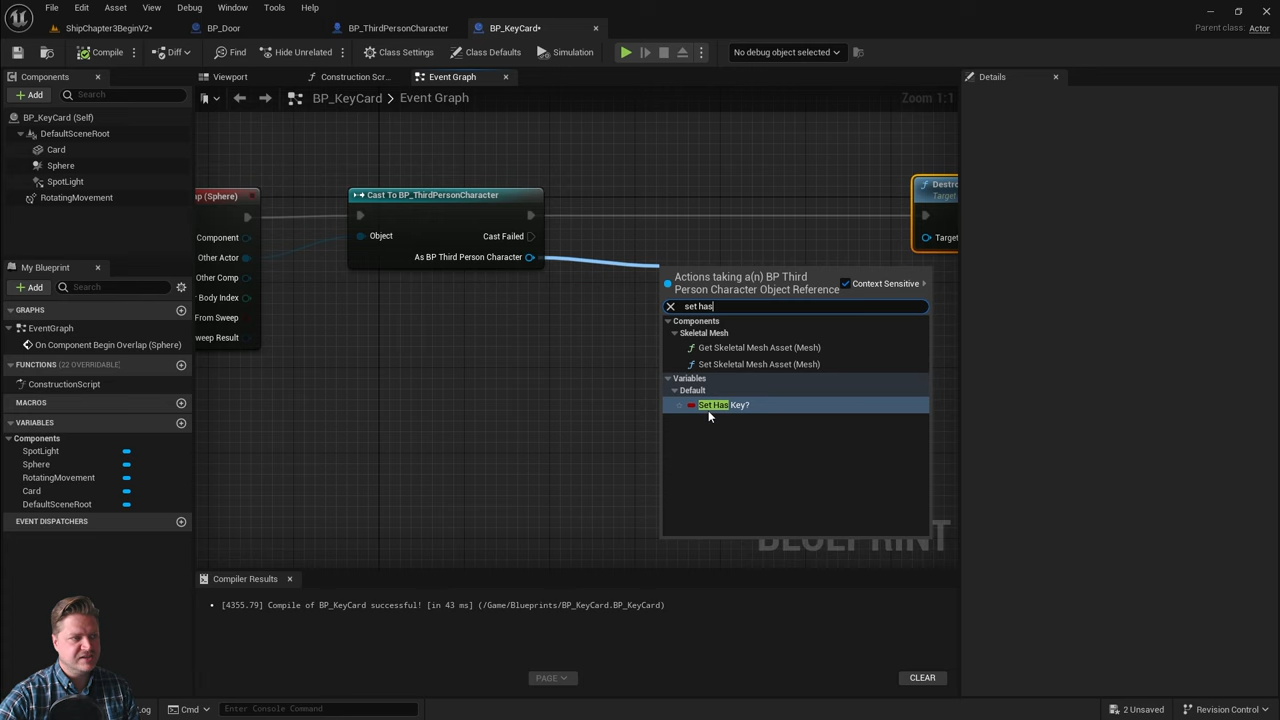 File Edit Asset View Debug Window Tools Help
ShipChapter3BeginV2* BP_Door BP_ThirdPersonCharacter BP_KeyCard* Parent class: Actor
Compile Diff Find Hide Unrelated Class Settings Class Defaults Simulation No debug object selected
Components Viewport Construction Scr... Event Graph Details
Add Search BP_KeyCard Event Graph Zoom 1:1
BP_KeyCard (Self)
DefaultSceneRoot
Card
Sphere
SpotLight
RotatingMovement
My Blueprint
Add Search
GRAPHS
EventGraph
On Component Begin Overlap (Sphere)
FUNCTIONS (22 OVERRIDABLE)
ConstructionScript
MACROS
VARIABLES
Components
SpotLight
Sphere
RotatingMovement
Card
DefaultSceneRoot
EVENT DISPATCHERS
ap (Sphere)
Component
Other Actor
Other Comp
Body Index
From Sweep
Sweep Result
Cast To BP_ThirdPersonCharacter
Object
Cast Failed
As BP Third Person Character
Destro
Target
Target
Actions taking a(n) BP Third
Person Character Object Reference
Context Sensitive
set has
Components
Skeletal Mesh
Get Skeletal Mesh Asset (Mesh)
Set Skeletal Mesh Asset (Mesh)
Variables
Default
Set Has Key?
BLUEPRINT
Compiler Results
[4355.79] Compile of BP_KeyCard successful! [in 43 ms] (/Game/Blueprints/BP_KeyCard.BP_KeyCard)
PAGE CLEAR
Log Cmd Enter Console Command 2 Unsaved Revision Control